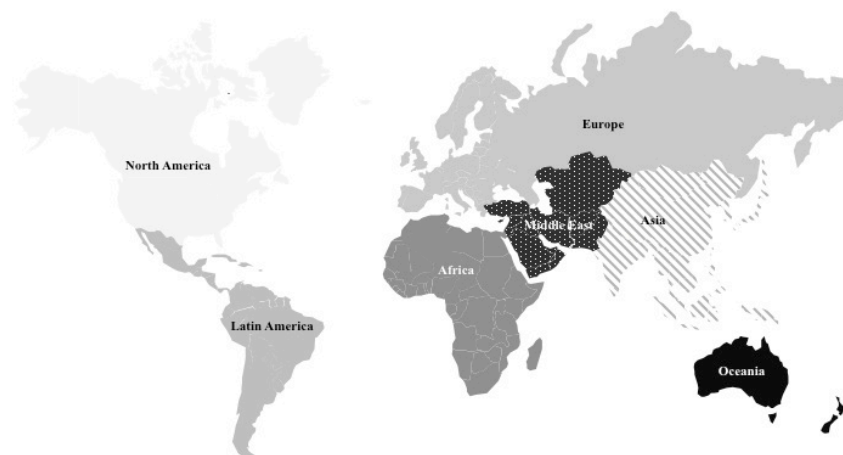 Europe
North America
Middle East
Asia
Africa
Latin America
Oceania